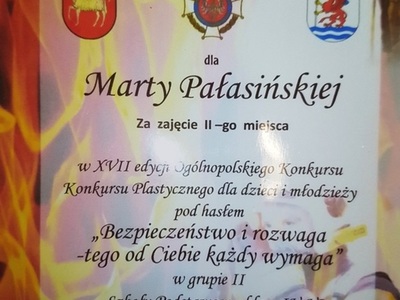 dla
Marty Pałasińskiej
Za zajęcie II –go miejsca
w XVII edycji Ogólnopolskiego Konkursu
Konkursu Plastycznego dla dzieci i młodzieży
pod hasłem
„Bezpieczeństwo i rozwaga
-tego od Ciebie każdy wymaga”
w grupie II